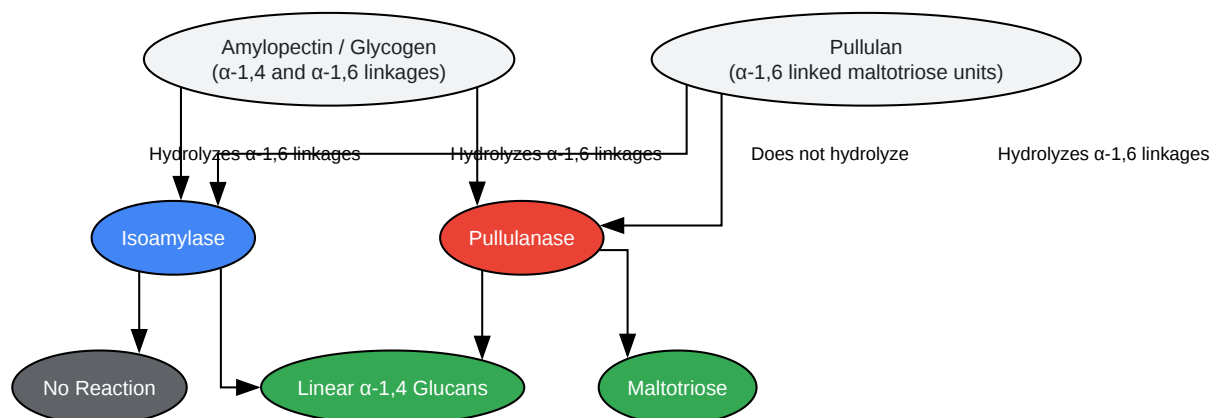 Amylopectin / Glycogen
(α-1,4 and α-1,6 linkages)
Pullulan
(α-1,6 linked maltotriose units)
Hydrolyzes α-1,6 linkages
Hydrolyzes α-1,6 linkages
Does not hydrolyze
Hydrolyzes α-1,6 linkages
Isoamylase
Pullulanase
No Reaction
Linear α-1,4 Glucans
Maltotriose